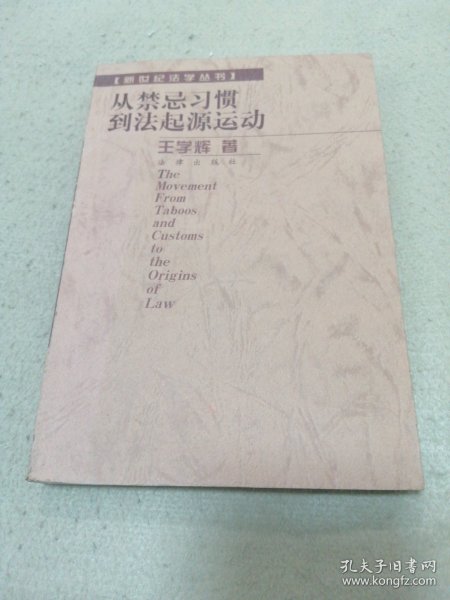 【新世纪法学丛书】
从禁忌习惯
到法起源运动
王学辉 著
法律出版社
The
Movement
From
Taboos
and
Customs
to
the
Origins
of
Law
孔夫子旧书网
www.kongfz.com